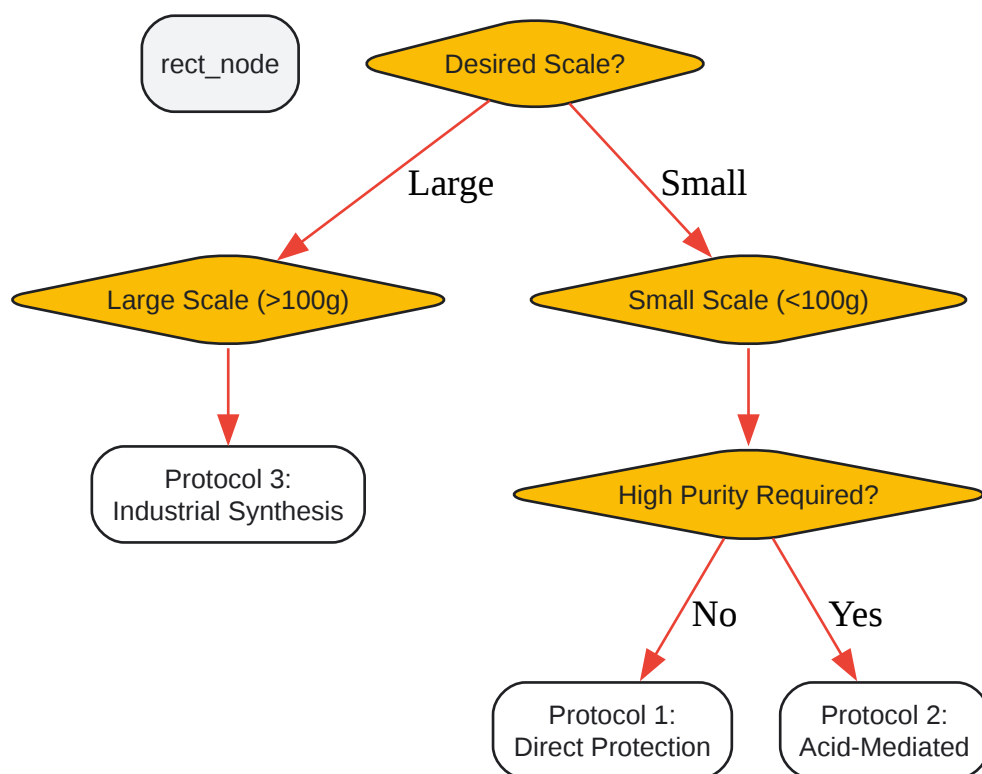 rect_node
Desired Scale?
Large
Small
Large Scale (>100g)
Small Scale (<100g)
Protocol 3:
Industrial Synthesis
High Purity Required?
No
Yes
Protocol 1:
Direct Protection
Protocol 2:
Acid-Mediated